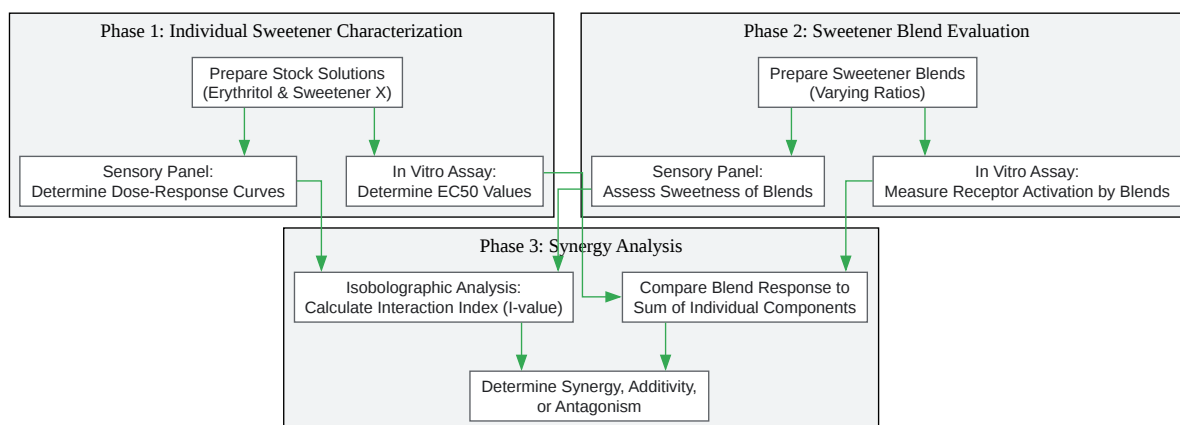 Phase 1: Individual Sweetener Characterization
Prepare Stock Solutions
(Erythritol & Sweetener X)
Sensory Panel:
Determine Dose-Response Curves
In Vitro Assay:
Determine EC50 Values
Phase 2: Sweetener Blend Evaluation
Prepare Sweetener Blends
(Varying Ratios)
Sensory Panel:
Assess Sweetness of Blends
In Vitro Assay:
Measure Receptor Activation by Blends
Phase 3: Synergy Analysis
Isobolographic Analysis:
Calculate Interaction Index (I-value)
Compare Blend Response to
Sum of Individual Components
Determine Synergy, Additivity,
or Antagonism